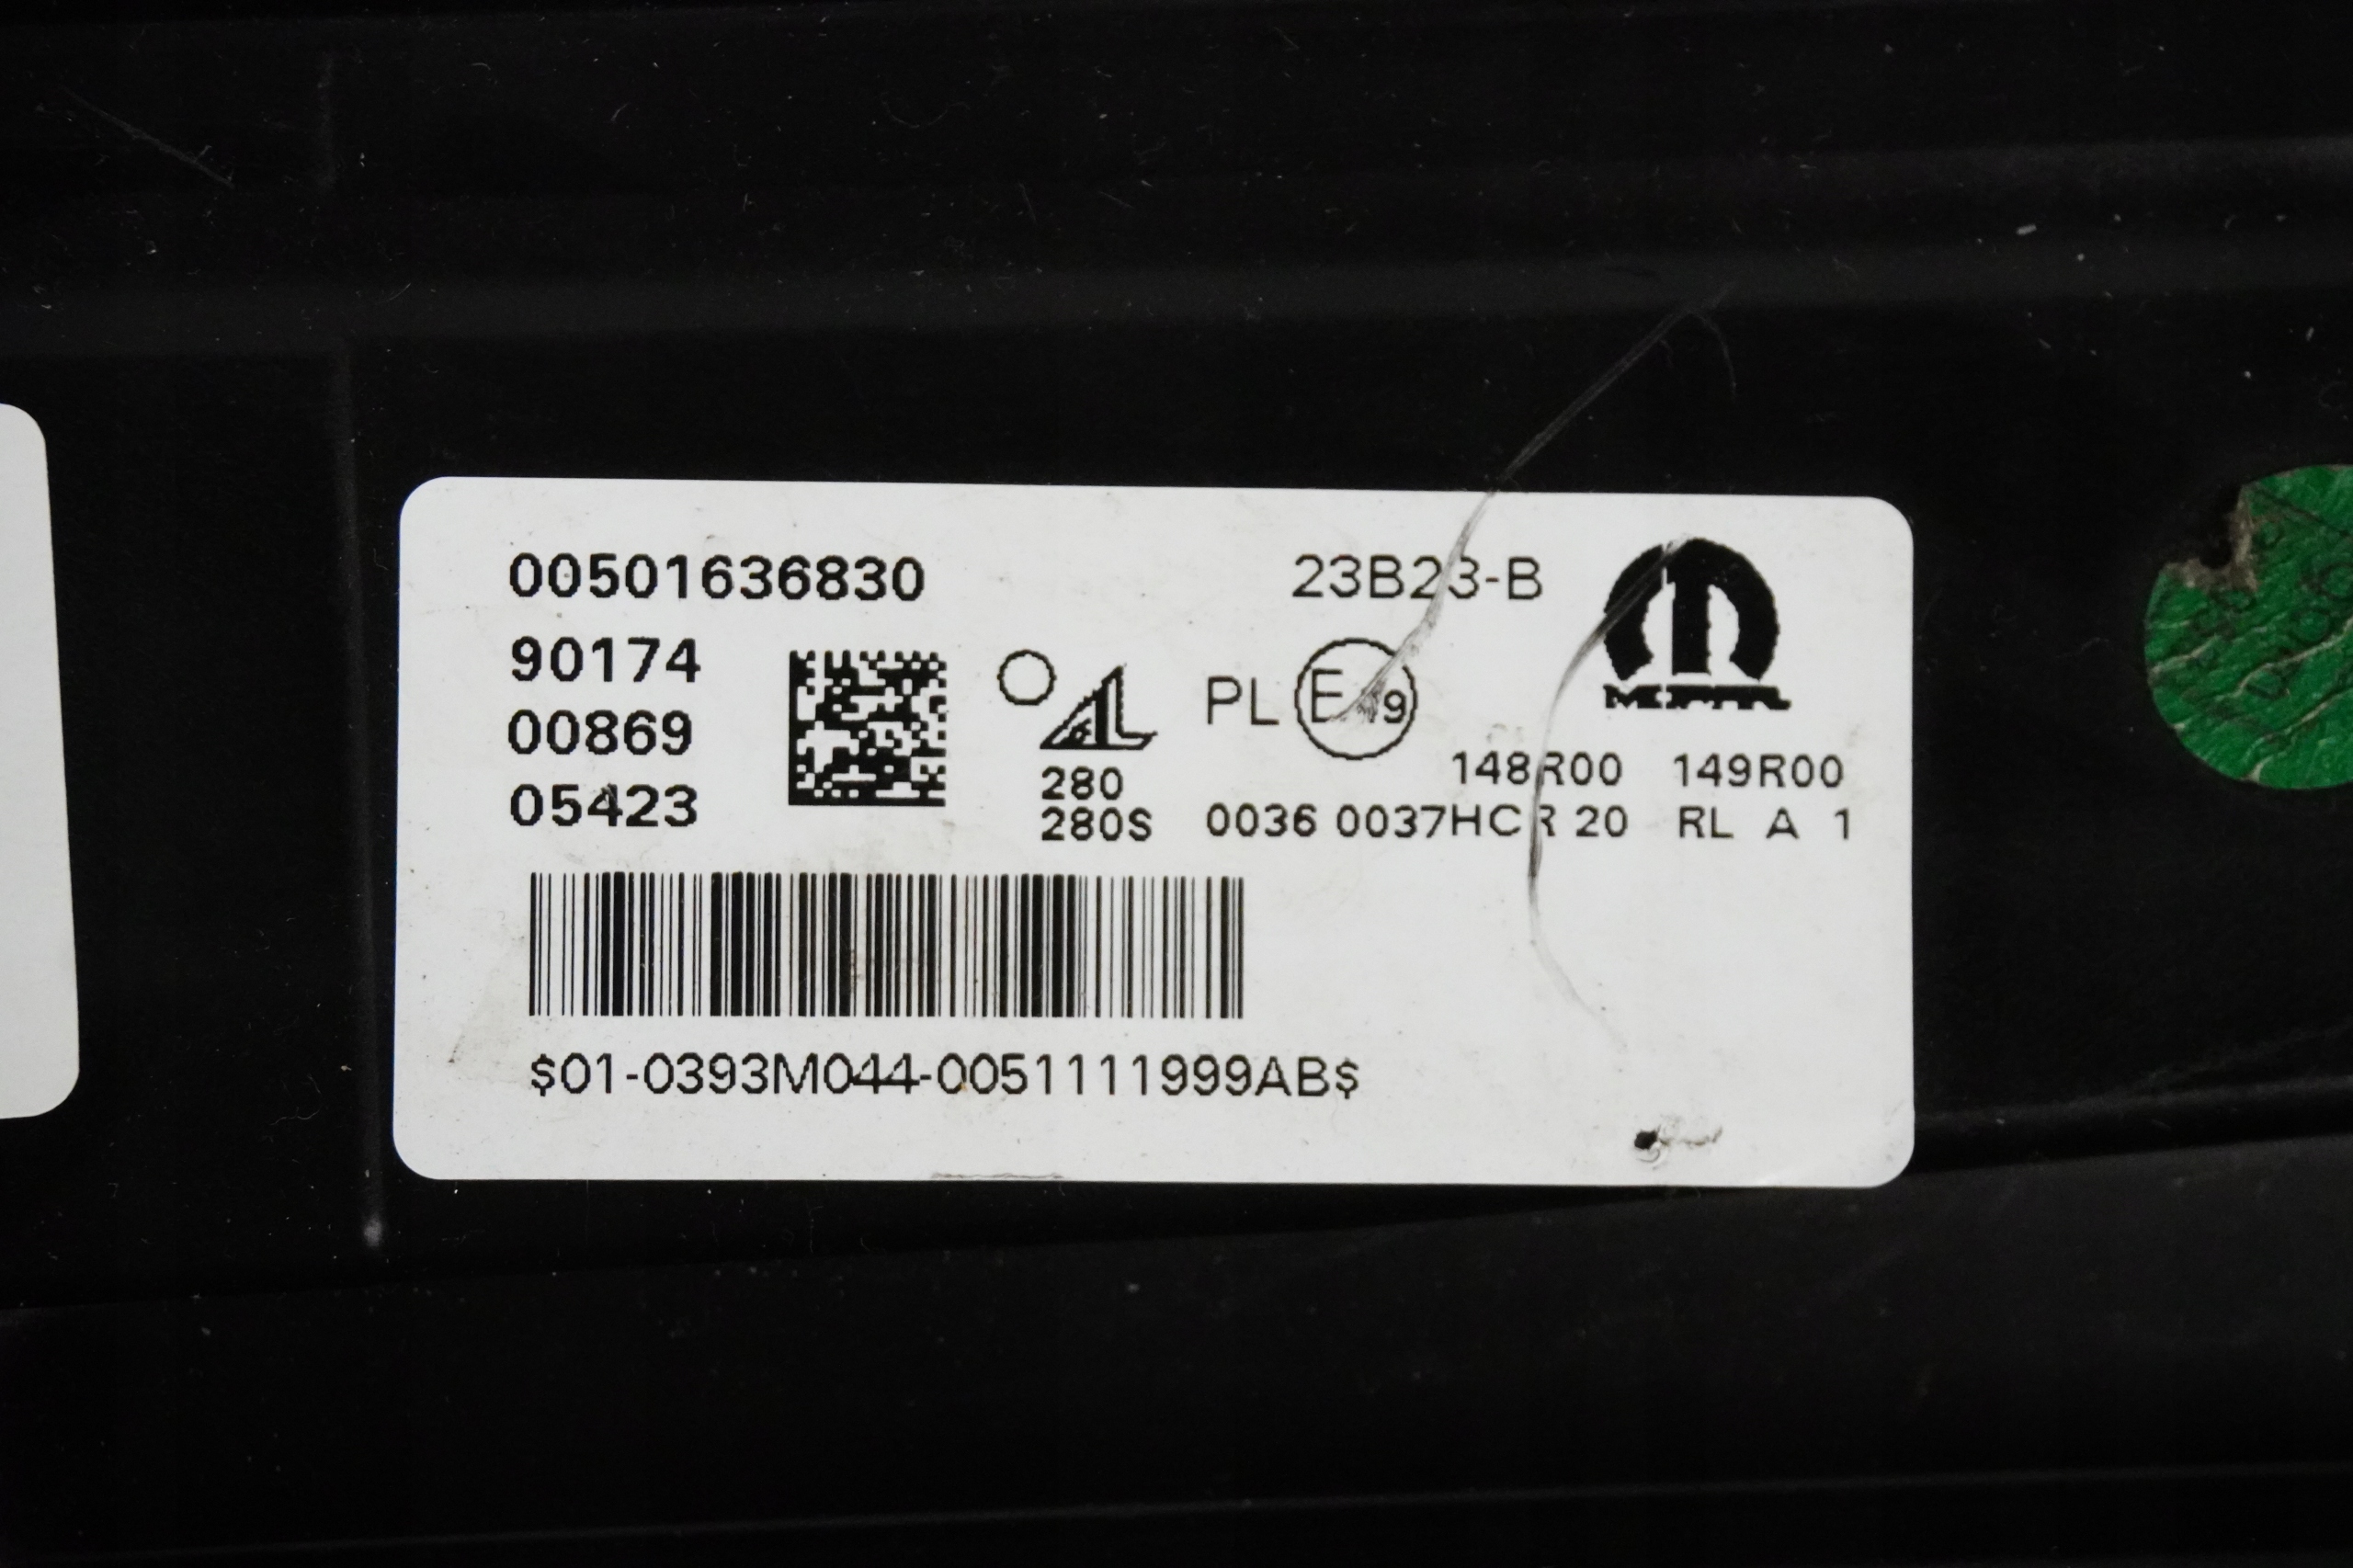 00501636830
23B23-B
90174
00869
05423
AL
280
280S
PL
MOPAR
148R00 149R00
0036 0037HCR 20 RL A 1
$01-0393M044-0051111999AB$